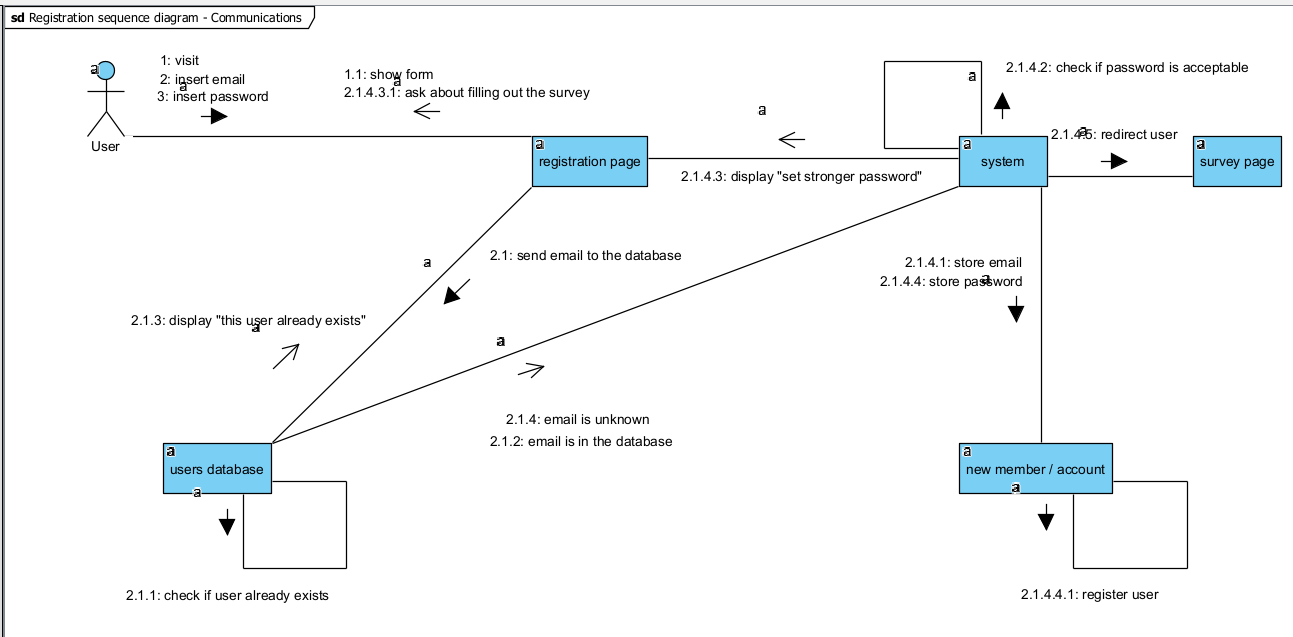 sd Registration sequence diagram - Communications
a
1: visit
2: insert email
a
3: insert password
User
1.1: show form
a
2.1.4.3.1: ask about filling out the survey
a
a
2.1.4.2: check if password is acceptable
a
registration page
2.1.4.3: display "set stronger password"
a
system
a
2.1.4.5: redirect user
a
survey page
a
2.1: send email to the database
2.1.4.1: store email
a
2.1.4.4: store password
2.1.3: display "this user already exists"
a
a
2.1.4: email is unknown
2.1.2: email is in the database
a
users database
a
a
new member / account
a
2.1.1: check if user already exists
2.1.4.4.1: register user